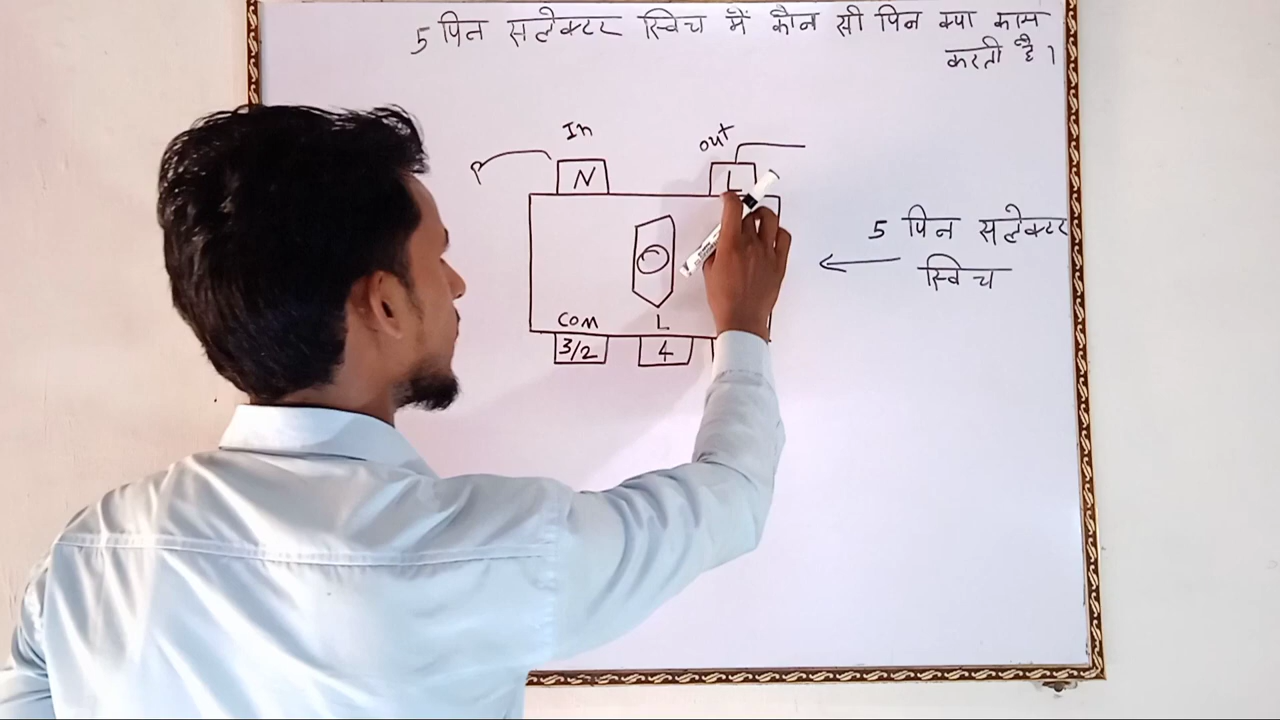 5 पिन सलेक्टर स्विच में कौन सी पिन क्या काम
करती है ।
In
out
N
L
5 पिन सलेक्टर
स्विच
COM
L
3/2
4